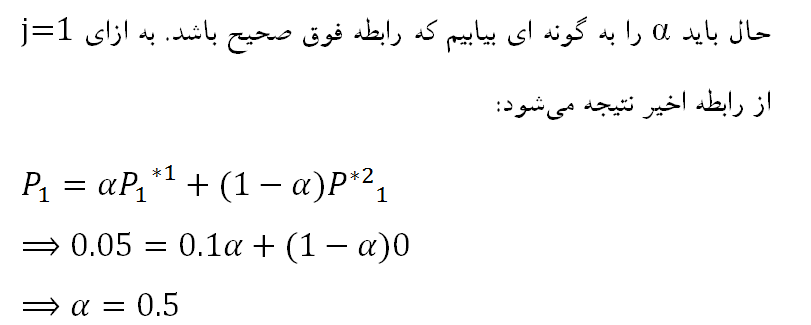 حال باید α را به گونه ای بیابیم که رابطه فوق صحیح باشد. به ازای j=1
از رابطه اخیر نتیجه می‌شود:
P₁ = αP₁*¹ + (1 − α)P*²₁
⟹ 0.05 = 0.1α + (1 − α)0
⟹ α = 0.5